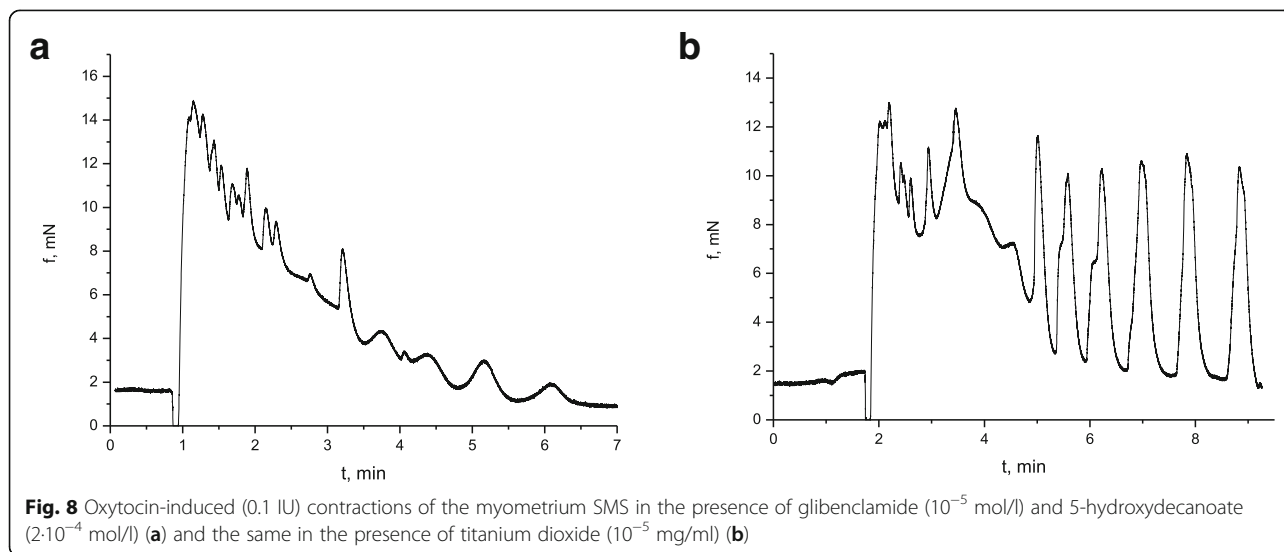 a
16
14
12
10
8
6
4
2
0
f, mN
0 1 2 3 4 5 6 7
t, min
b
14
12
10
8
6
4
2
0
f, mN
0 2 4 6 8
t, min
Fig. 8 Oxytocin-induced (0.1 IU) contractions of the myometrium SMS in the presence of glibenclamide (10⁻⁵ mol/l) and 5-hydroxydecanoate
(2·10⁻⁴ mol/l) (a) and the same in the presence of titanium dioxide (10⁻⁵ mg/ml) (b)